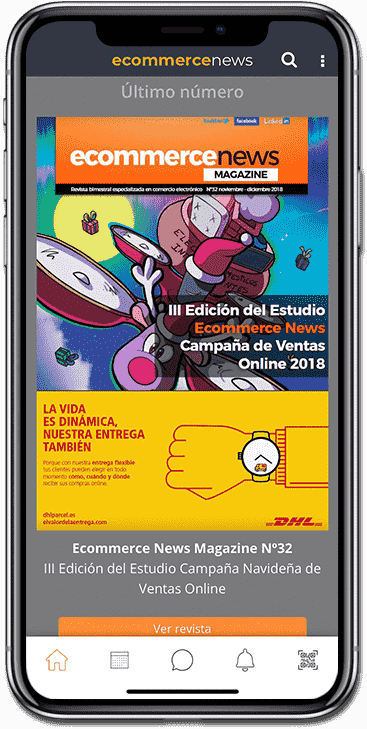 ecommercenews
Último número
twitter facebook Linked in
ecommercenews
MAGAZINE
Revista bimestral especializada en comercio electrónico Nº32 noviembre - diciembre 2018
III Edición del Estudio
Ecommerce News
Campaña de Ventas
Online 2018
LA VIDA
ES DINÁMICA,
NUESTRA ENTREGA
TAMBIÉN
Porque con nuestra entrega flexible
tus clientes pueden elegir en todo
momento cómo, cuándo y dónde
recibir sus compras online.
dhlparcel.es
elvalordelaentrega.com
DHL
Ecommerce News Magazine Nº32
III Edición del Estudio Campaña Navideña de
Ventas Online
Ver revista